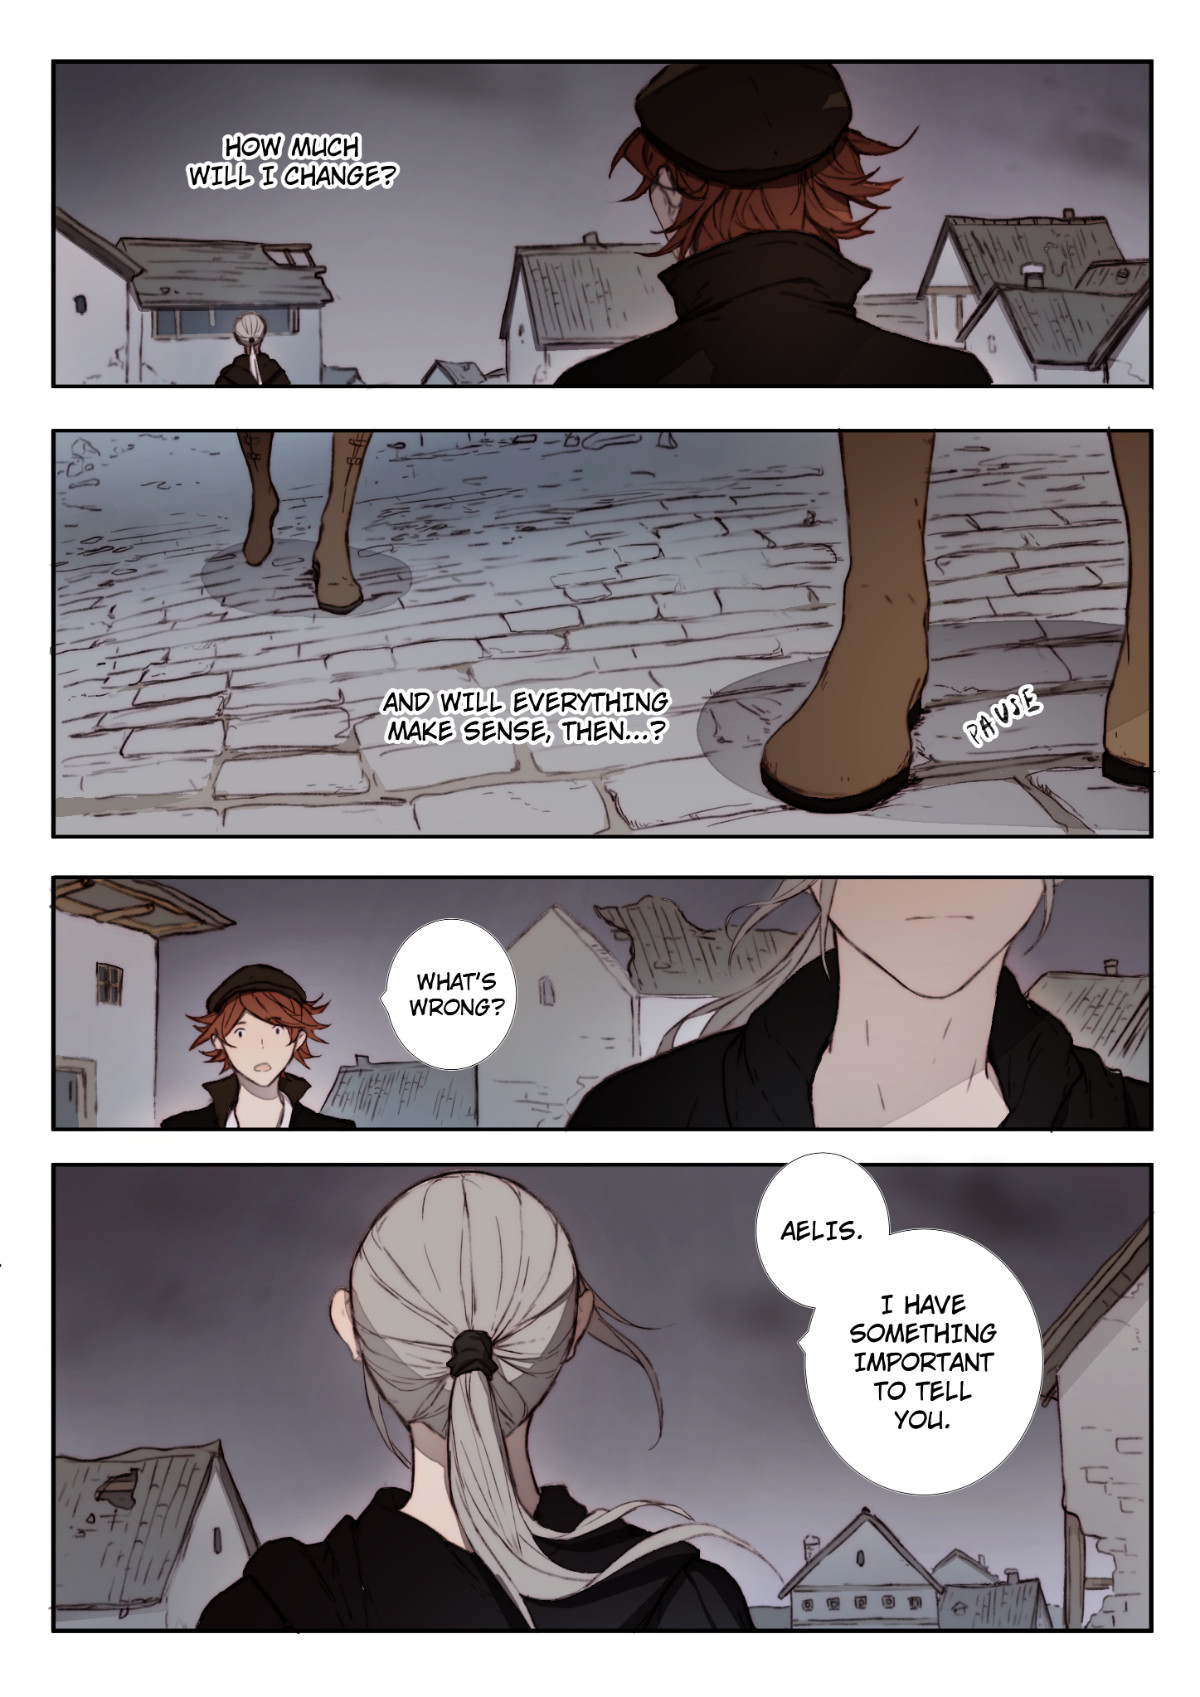 HOW MUCH
WILL I CHANGE?
AND WILL EVERYTHING
MAKE SENSE, THEN...?
PAUSE
WHAT'S
WRONG?
AELIS.
I HAVE
SOMETHING
IMPORTANT
TO TELL
YOU.